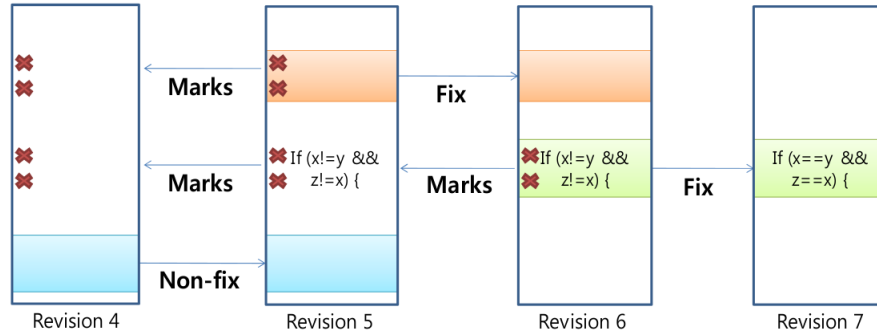 Marks
Fix
If (x!=y &&
z!=x) {
If (x!=y &&
z!=x) {
If (x==y &&
z==x) {
Marks
Marks
Fix
Non-fix
Revision 4
Revision 5
Revision 6
Revision 7